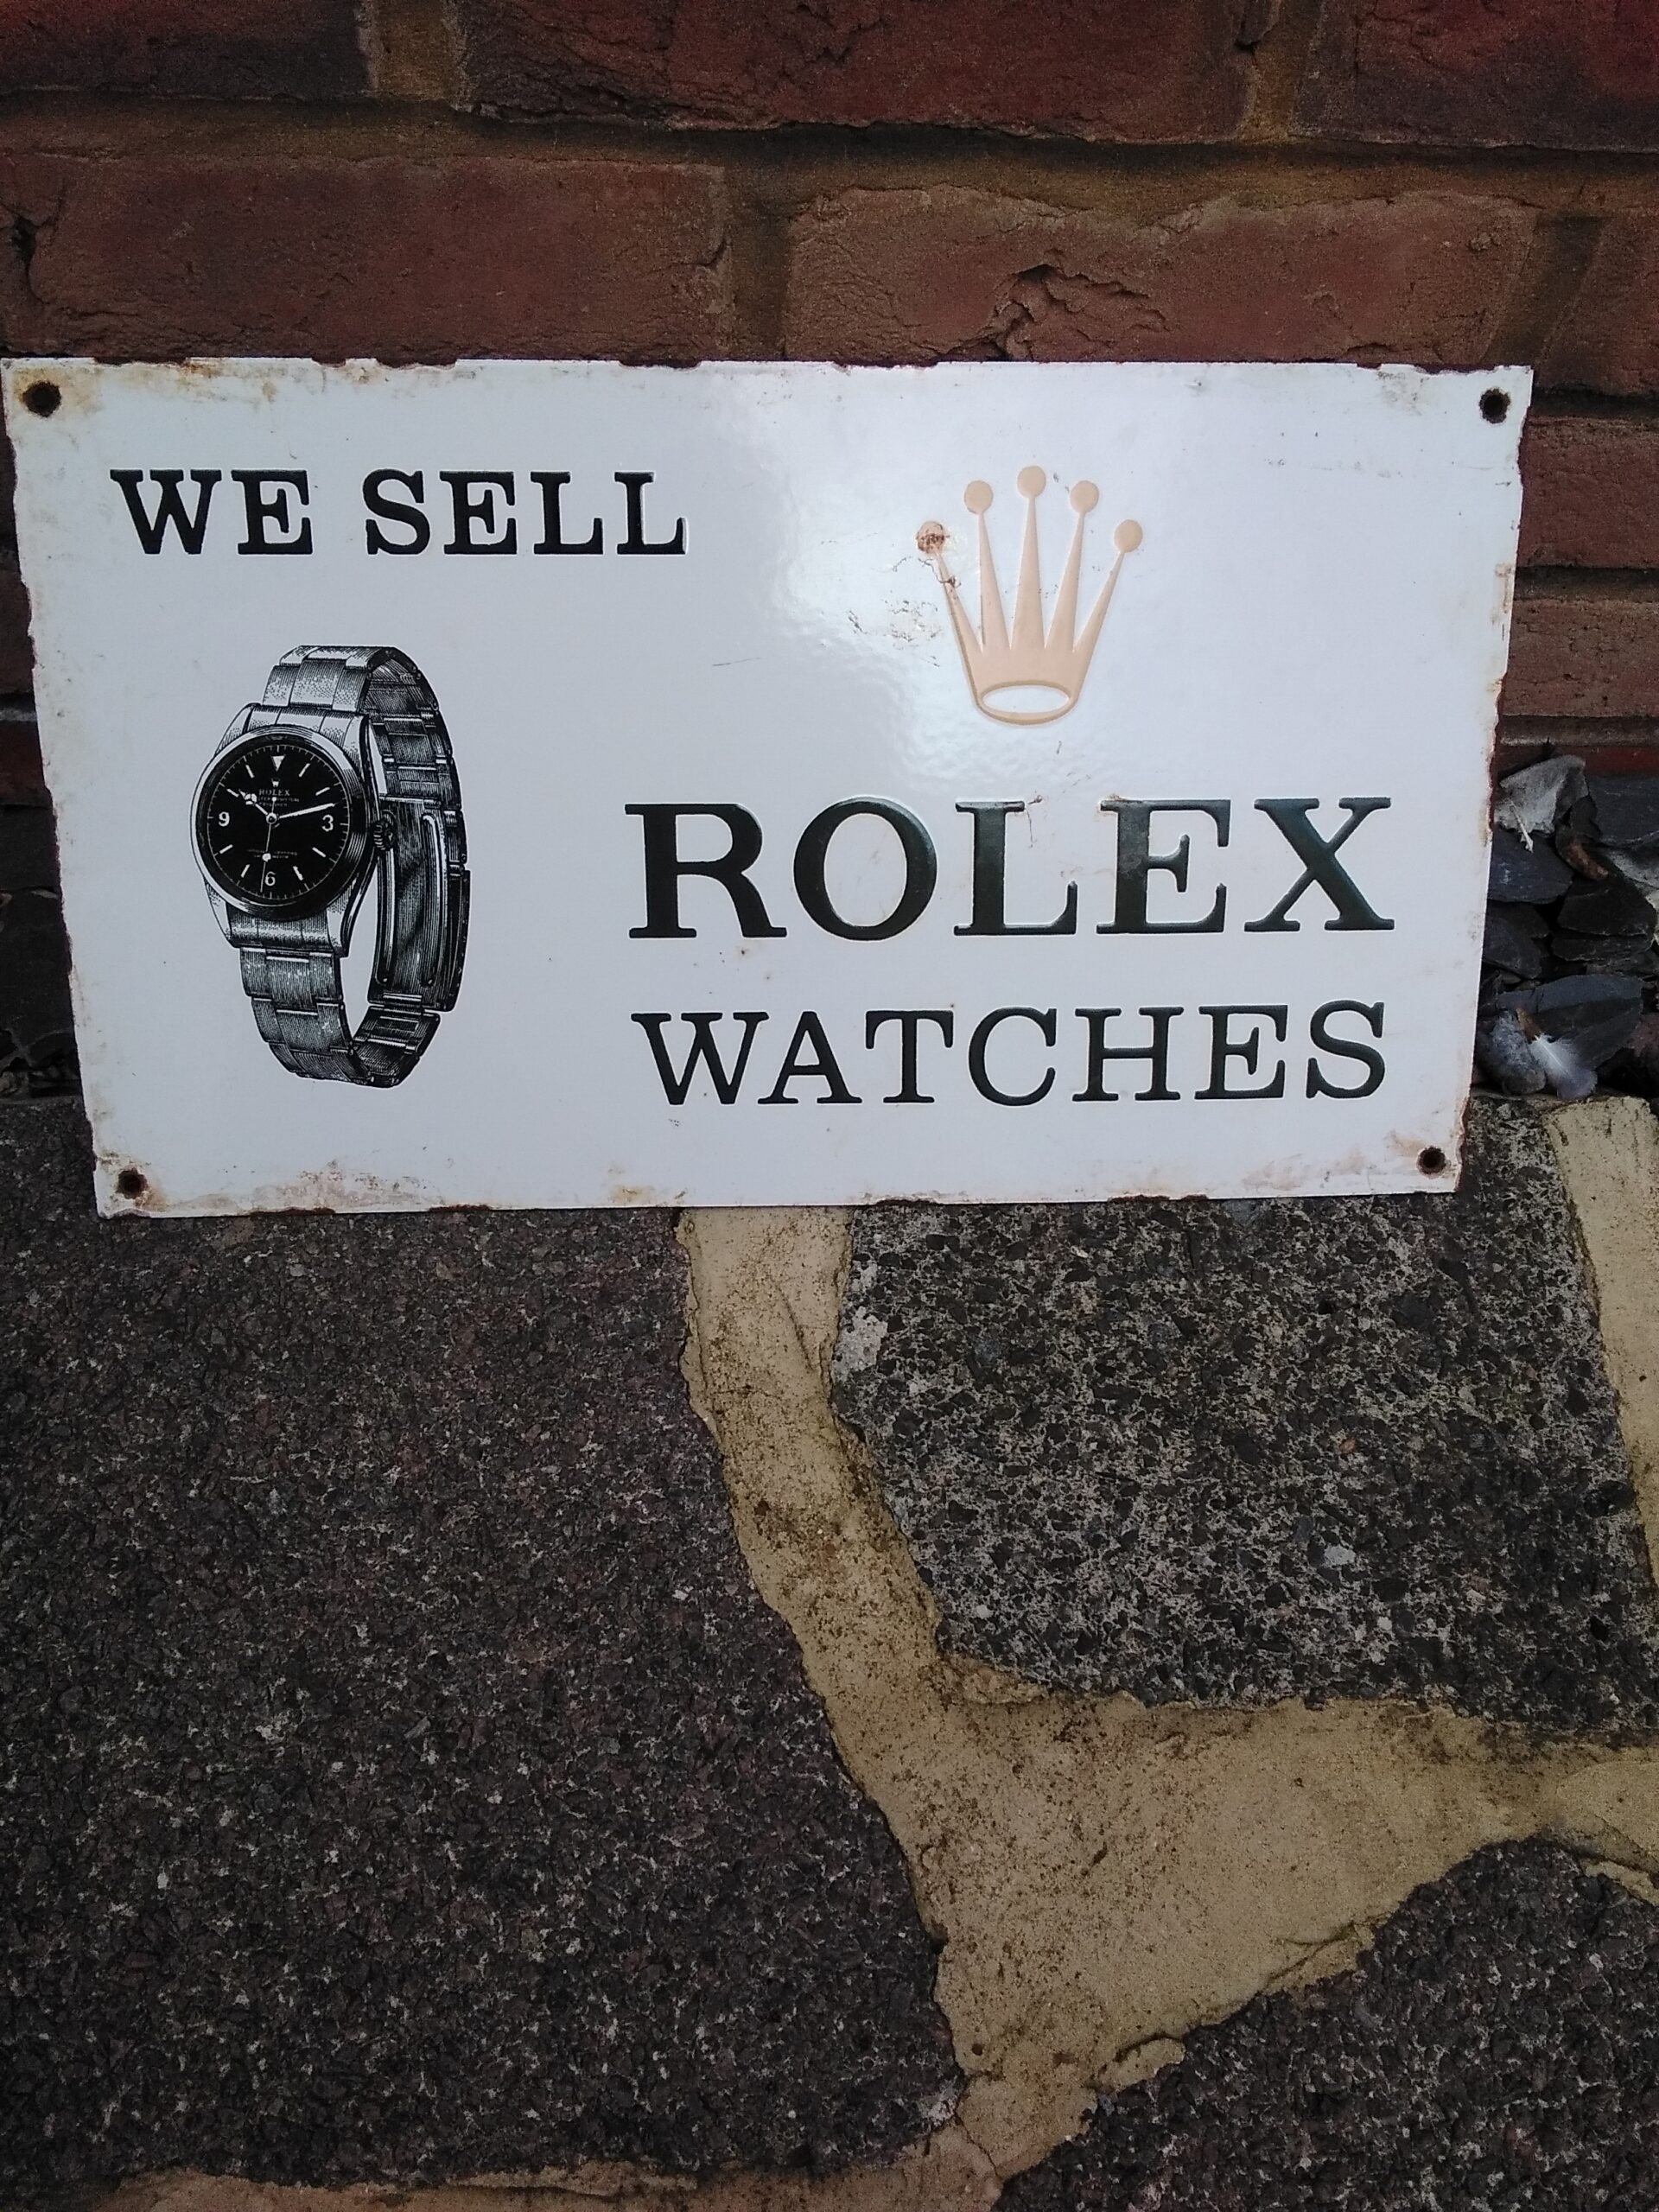 WE SELL
ROLEX
9
3
6
ROLEX
WATCHES